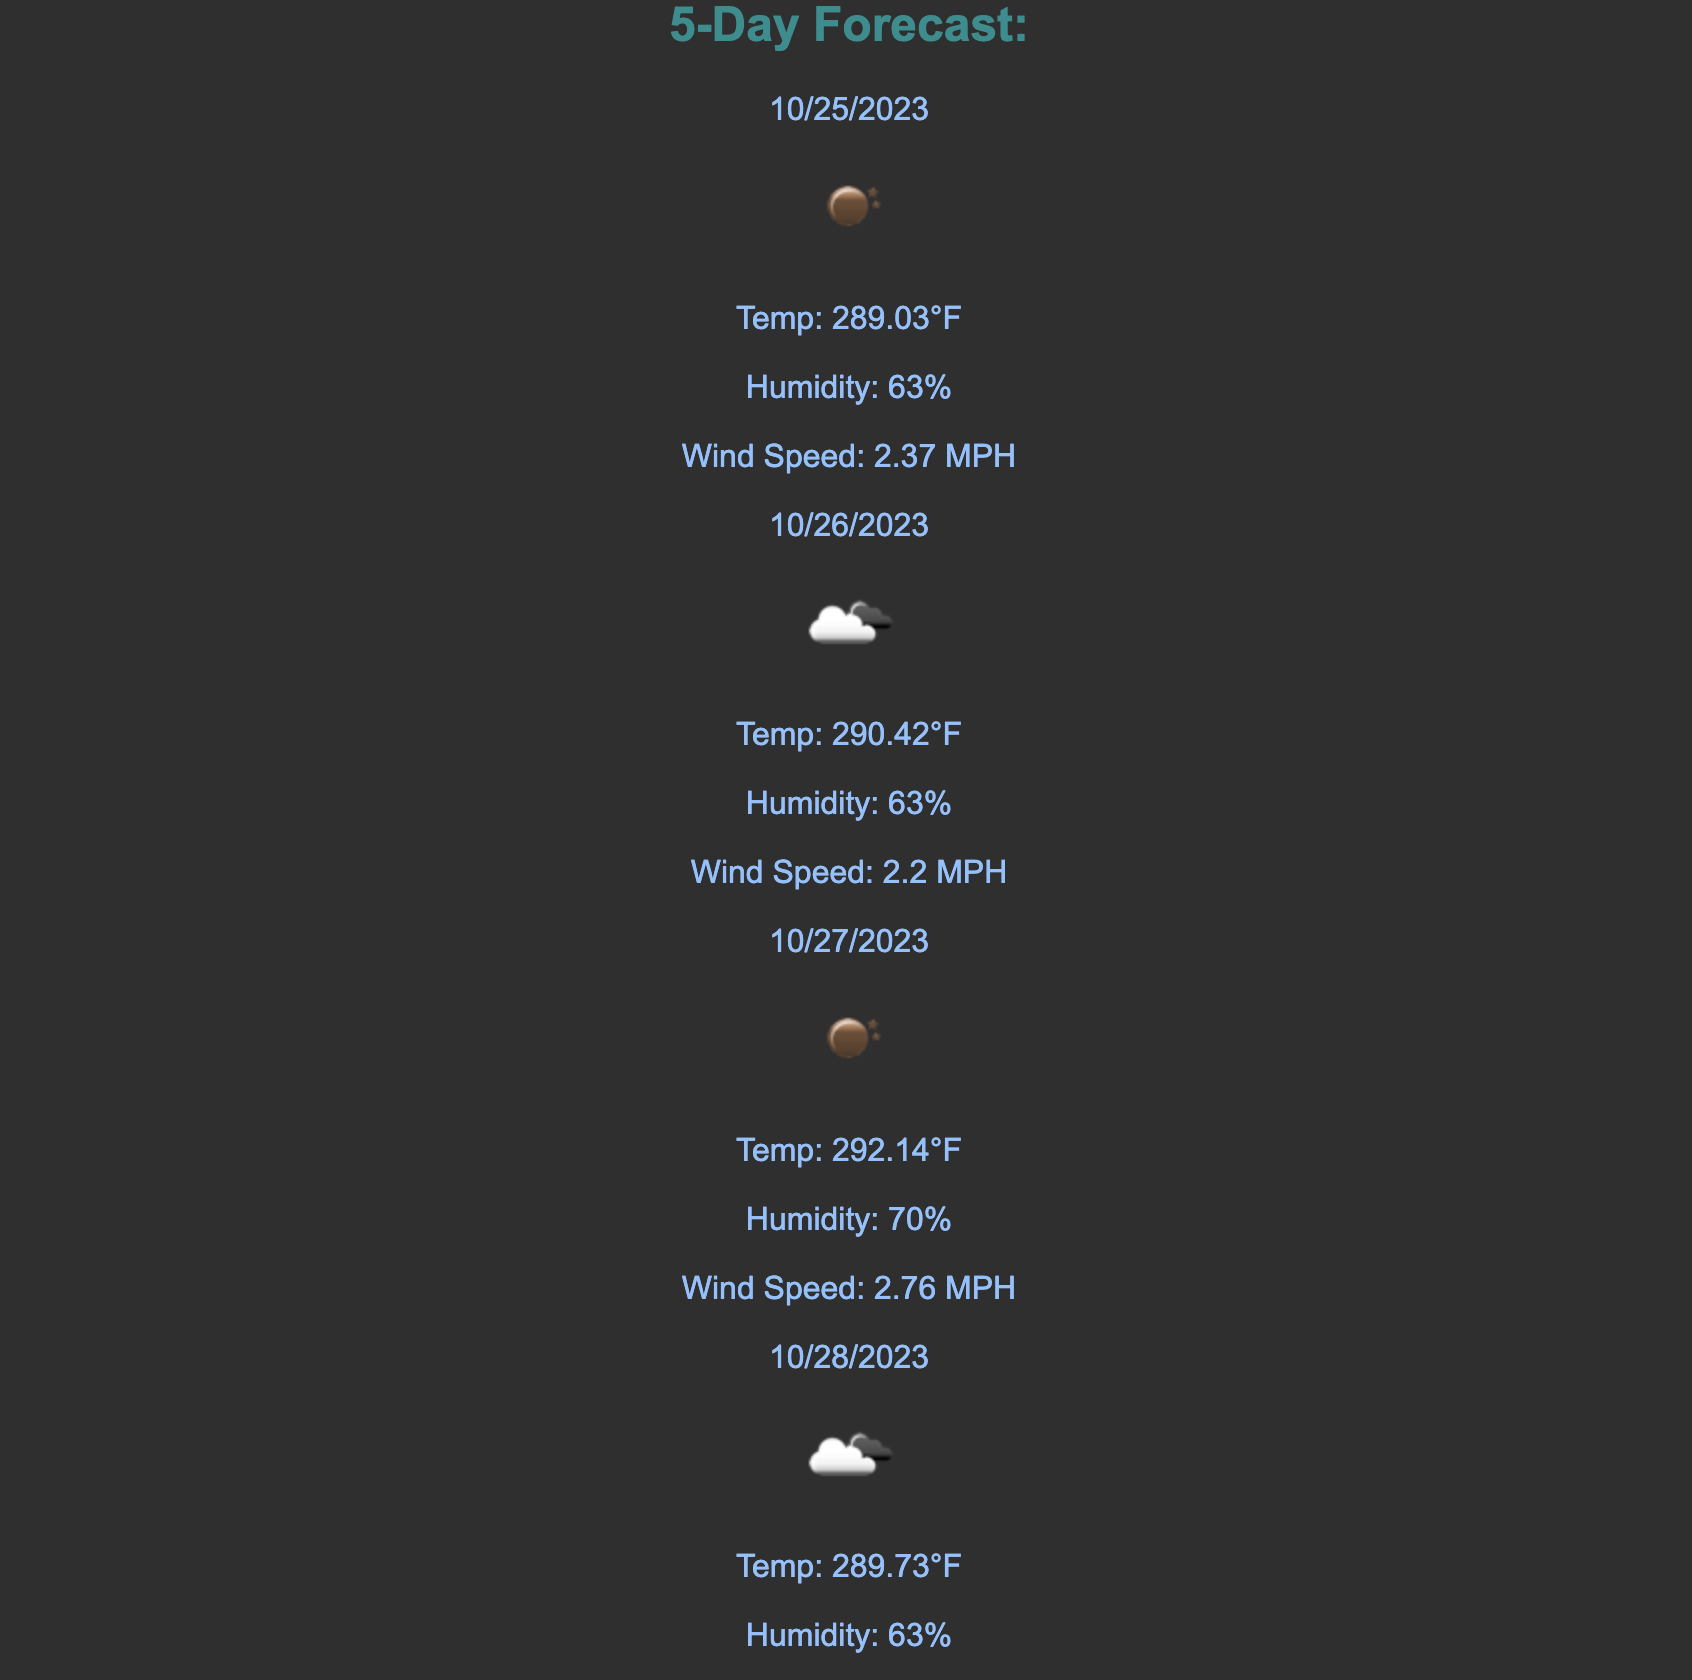 5-Day Forecast:
10/25/2023
Temp: 289.03°F
Humidity: 63%
Wind Speed: 2.37 MPH
10/26/2023
Temp: 290.42°F
Humidity: 63%
Wind Speed: 2.2 MPH
10/27/2023
Temp: 292.14°F
Humidity: 70%
Wind Speed: 2.76 MPH
10/28/2023
Temp: 289.73°F
Humidity: 63%